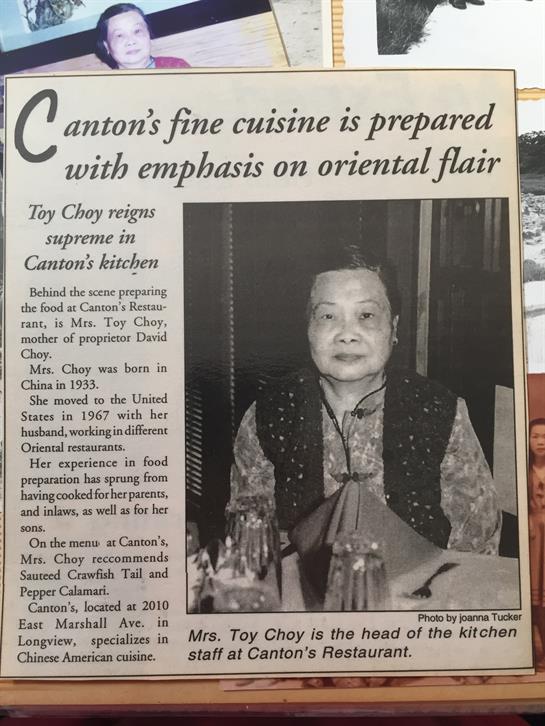 Canton's fine cuisine is prepared
with emphasis on oriental flair
Toy Choy reigns
supreme in
Canton's kitchen
Behind the scene preparing
the food at Canton's Restau-
rant, is Mrs. Toy Choy,
mother of proprietor David
Choy.
Mrs. Choy was born in
China in 1933.
She moved to the United
States in 1967 with her
husband, working in different
Oriental restaurants.
Her experience in food
preparation has sprung from
having cooked for her parents,
and inlaws, as well as for her
sons.
On the menu at Canton's,
Mrs. Choy reccommends
Sauteed Crawfish Tail and
Pepper Calamari.
Canton's, located at 2010
East Marshall Ave. in
Longview, specializes in
Chinese American cuisine.
Photo by joanna Tucker
Mrs. Toy Choy is the head of the kitchen
staff at Canton's Restaurant.